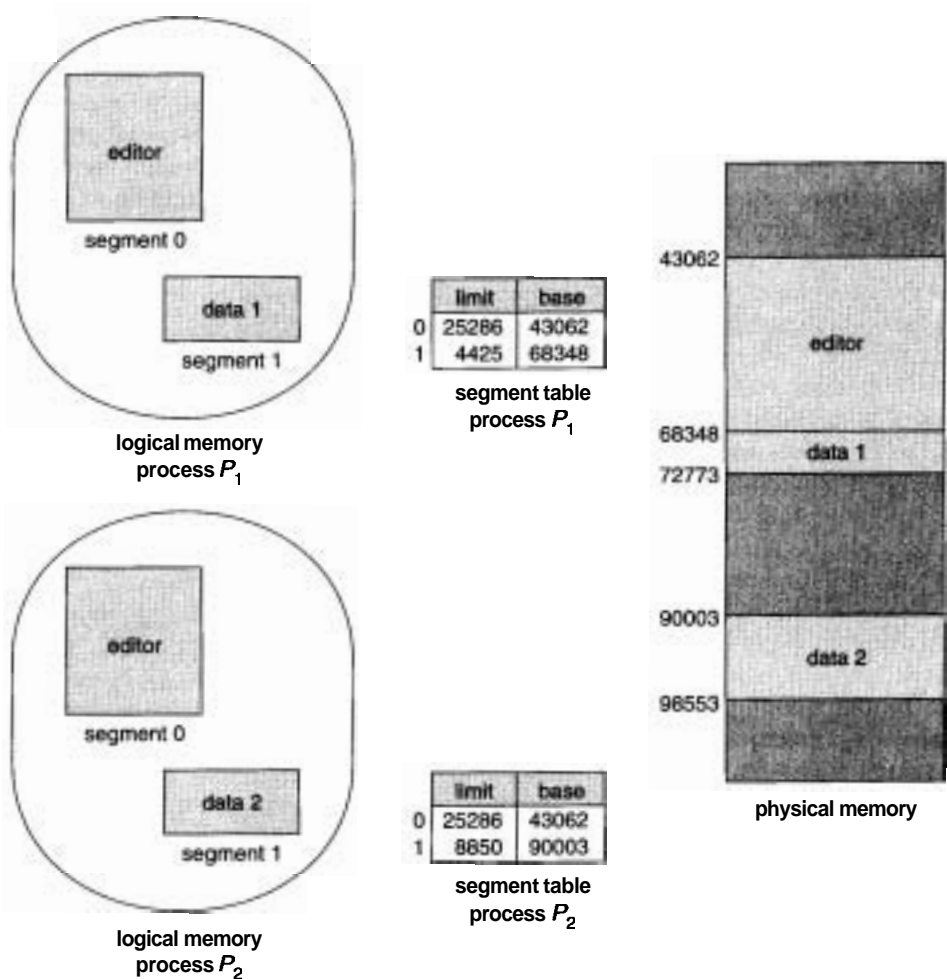 editor
segment 0
data 1
segment 1
logical memory
process P1
limit base
0 25286 43062
1 4425 68348
segment table
process P1
editor
segment 0
data 2
segment 1
logical memory
process P2
limit base
0 25286 43062
1 8850 90003
segment table
process P2
43062
editor
68348
data 1
72773
90003
data 2
98553
physical memory